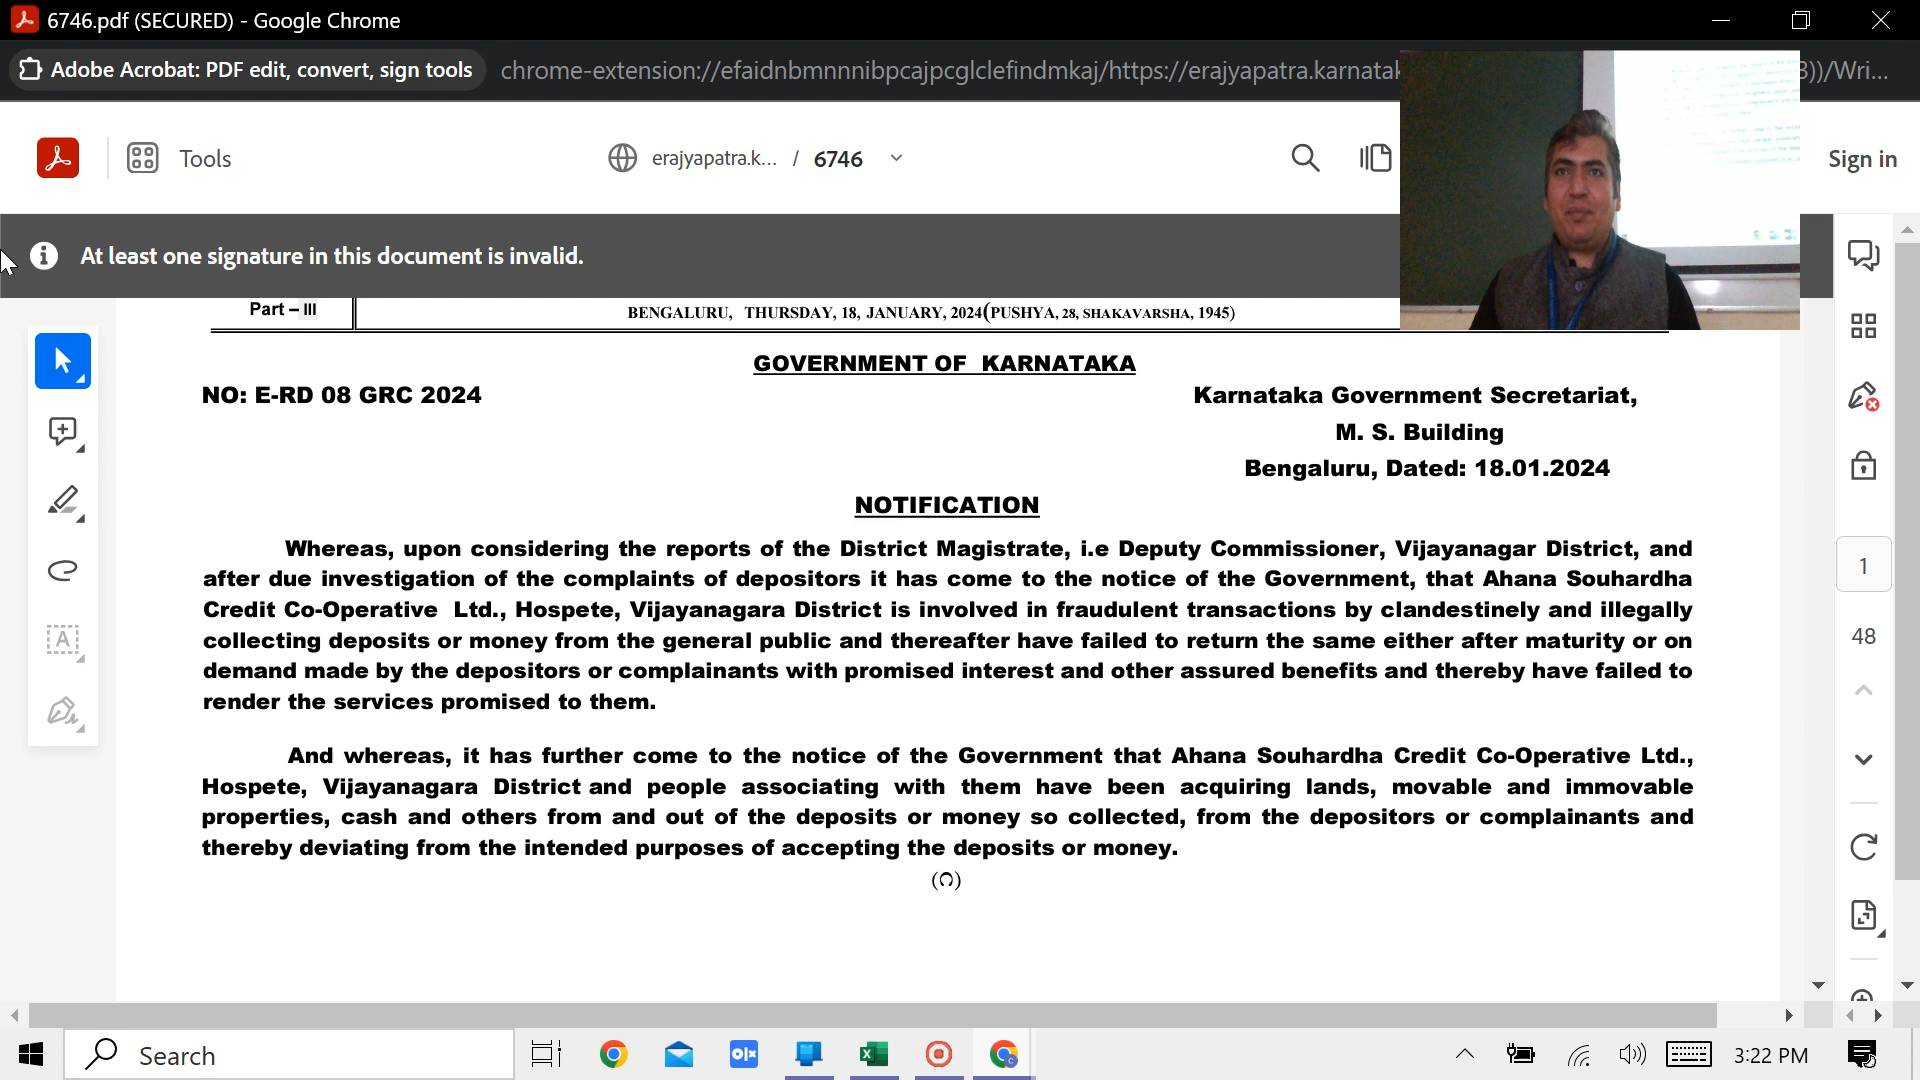 6746.pdf (SECURED) - Google Chrome
Adobe Acrobat: PDF edit, convert, sign tools chrome-extension://efaidnbmnnnibpcajpcglclefindmkaj/https://erajyapatra.karnatak 3))/Wri...
Tools erajyapatra.k... / 6746 Sign in
At least one signature in this document is invalid.
Part – III BENGALURU, THURSDAY, 18, JANUARY, 2024(PUSHYA, 28, SHAKAVARSHA, 1945)
GOVERNMENT OF KARNATAKA
NO: E-RD 08 GRC 2024 Karnataka Government Secretariat,
M. S. Building
Bengaluru, Dated: 18.01.2024
NOTIFICATION
Whereas, upon considering the reports of the District Magistrate, i.e Deputy Commissioner, Vijayanagar District, and
after due investigation of the complaints of depositors it has come to the notice of the Government, that Ahana Souhardha
Credit Co-Operative Ltd., Hospete, Vijayanagara District is involved in fraudulent transactions by clandestinely and illegally
collecting deposits or money from the general public and thereafter have failed to return the same either after maturity or on
demand made by the depositors or complainants with promised interest and other assured benefits and thereby have failed to
render the services promised to them.
And whereas, it has further come to the notice of the Government that Ahana Souhardha Credit Co-Operative Ltd.,
Hospete, Vijayanagara District and people associating with them have been acquiring lands, movable and immovable
properties, cash and others from and out of the deposits or money so collected, from the depositors or complainants and
thereby deviating from the intended purposes of accepting the deposits or money.
(೧)
1
48
Search 3:22 PM